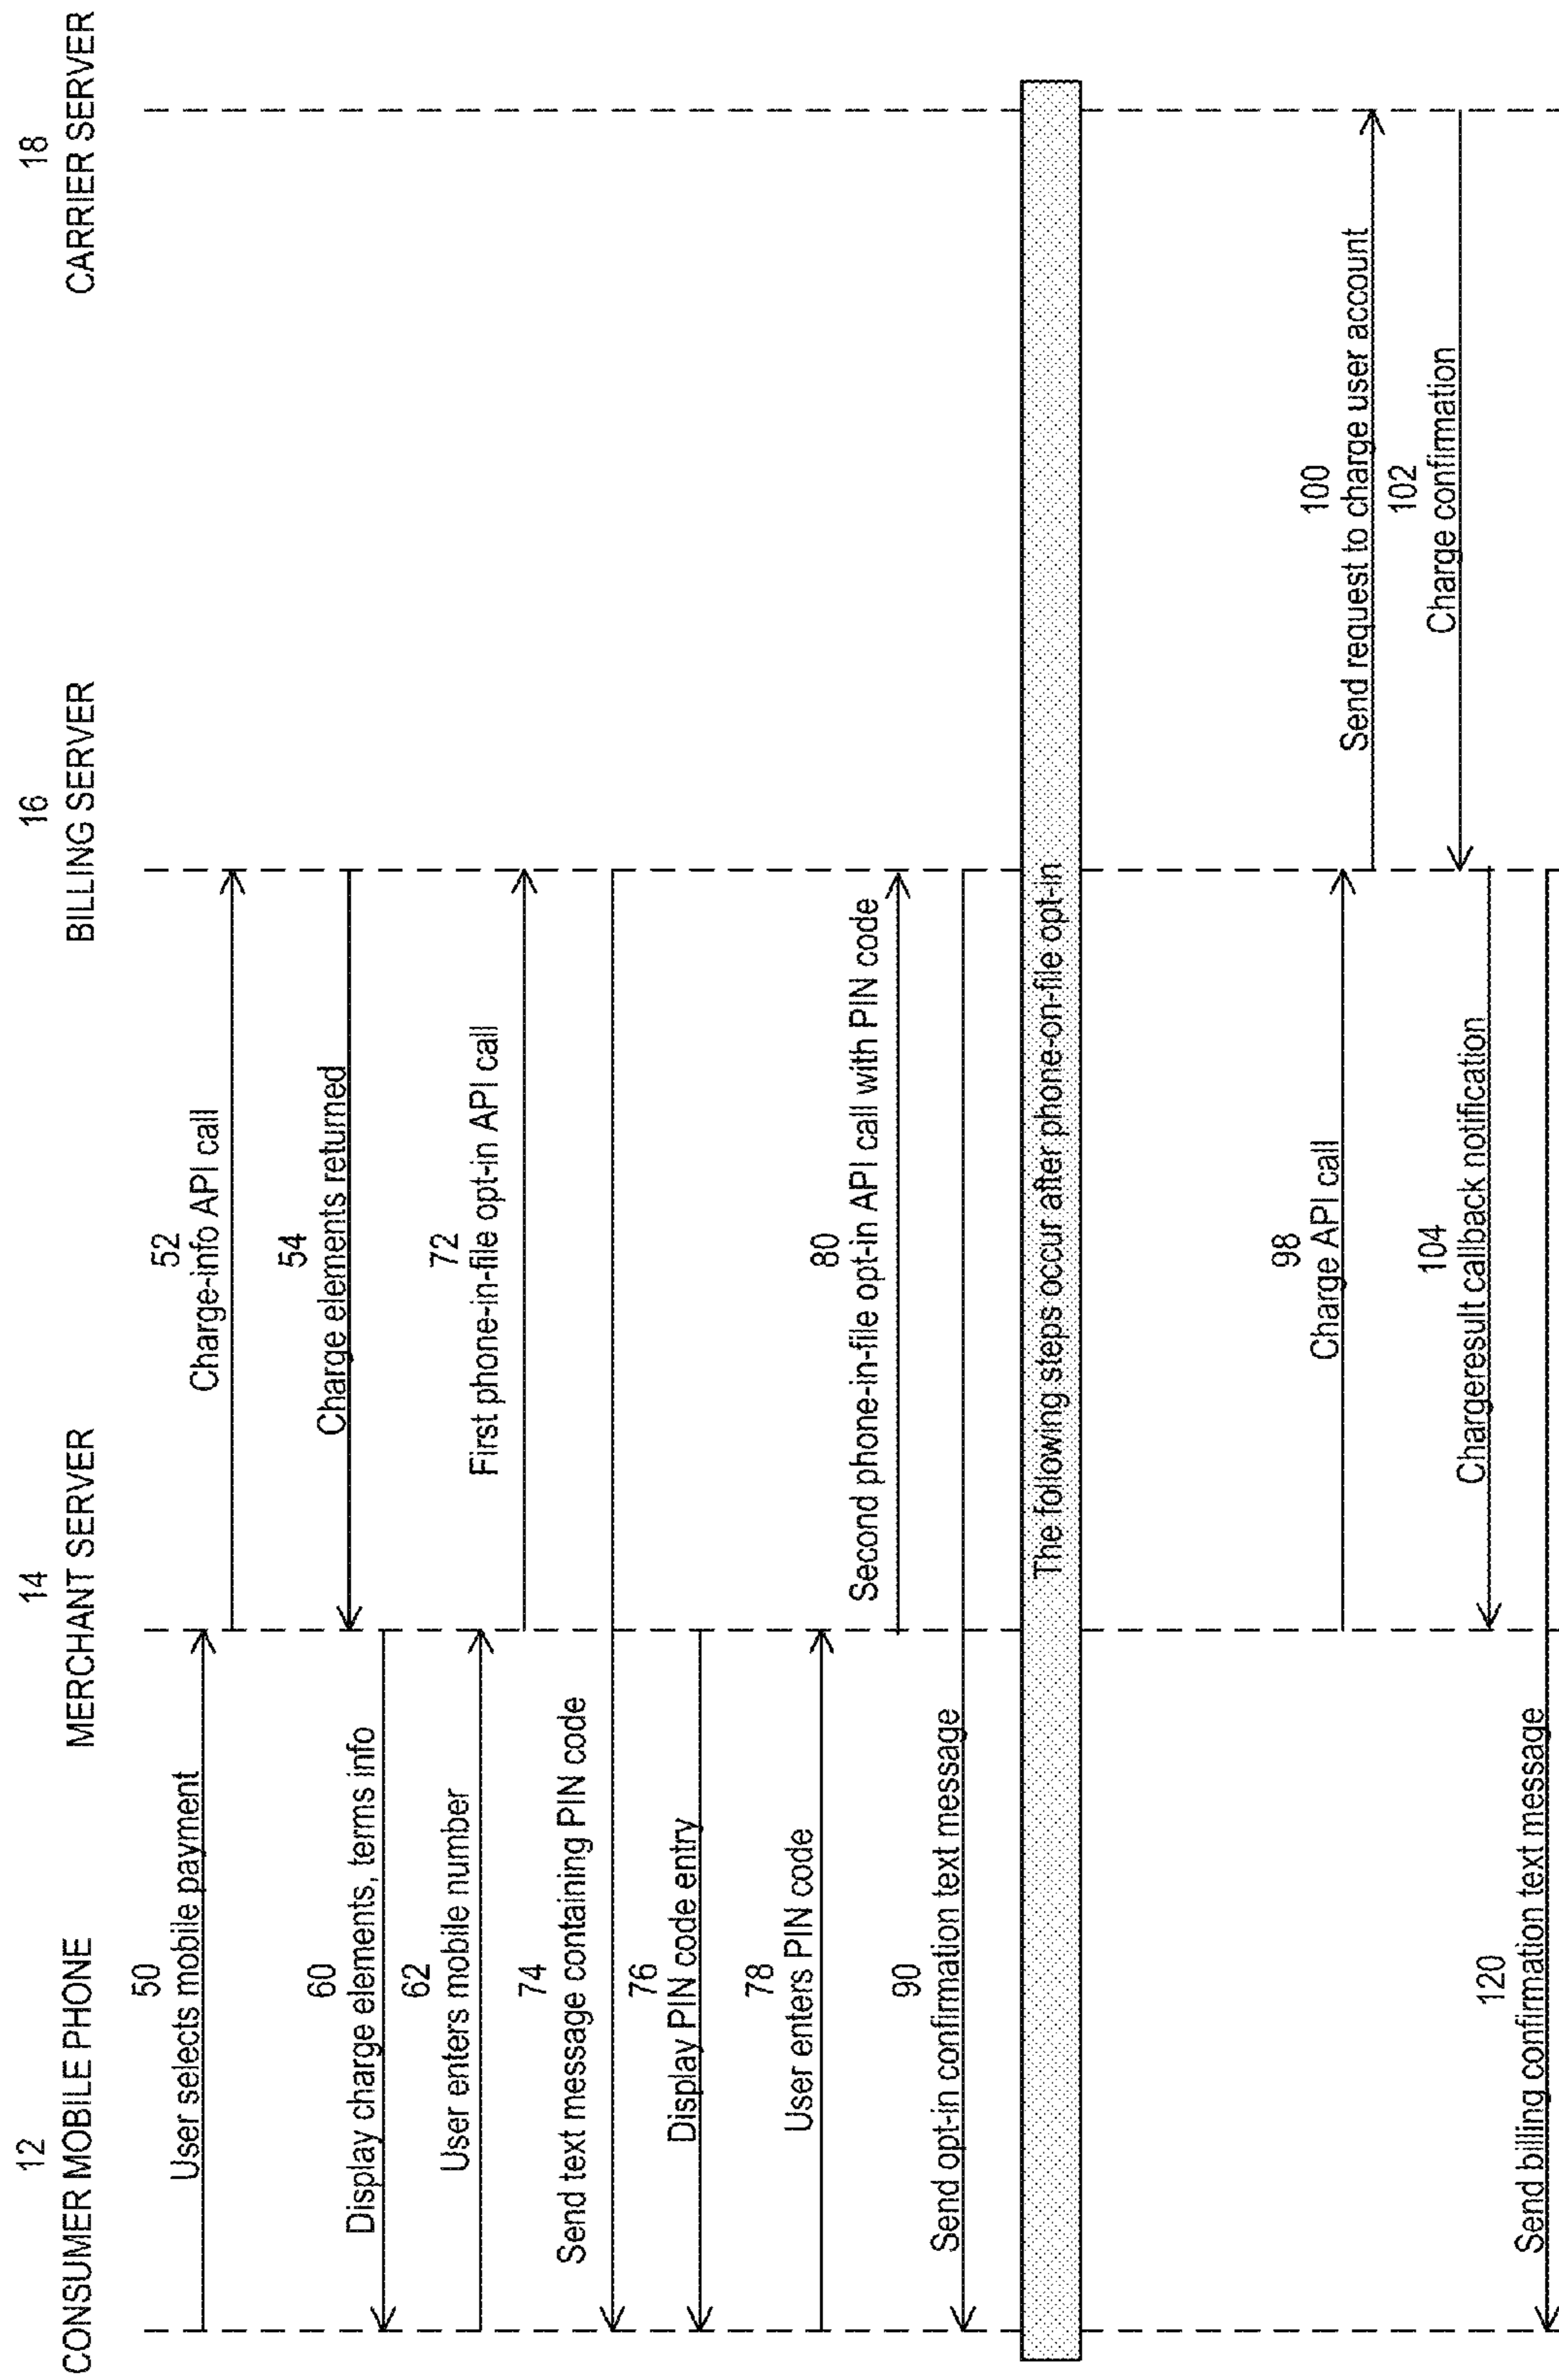 12
CONSUMER MOBILE PHONE
14
MERCHANT SERVER
16
BILLING SERVER
18
CARRIER SERVER
50
User selects mobile payment
52
Charge-info API call
54
Charge elements returned
60
Display charge elements, terms info
62
User enters mobile number
72
First phone-in-file opt-in API call
74
Send text message containing PIN code
76
Display PIN code entry
78
User enters PIN code
80
Second phone-in-file opt-in API call with PIN code
90
Send opt-in confirmation text message
The following steps occur after phone-on-file opt-in
98
Charge API call
100
Send request to charge user account
102
Charge confirmation
104
Chargeresult callback notification
120
Send billing confirmation text message